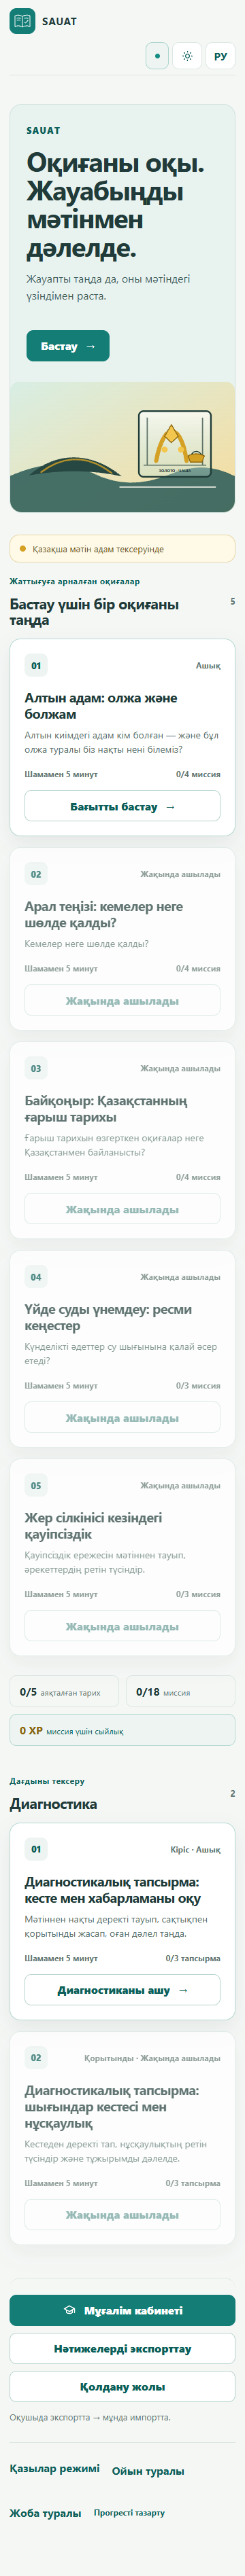 SAUAT
РУ
SAUAT
Оқиғаны оқы.
Жауабыңды
мәтінмен
дәлелде.
Жауапты таңда да, оны мәтіндегі
үзіндімен раста.
Бастау →
Қазақша мәтін адам тексеруінде
Жаттығуға арналған оқиғалар
Бастау үшін бір оқиғаны
таңда
5
01
Ашық
Алтын адам: олжа және
болжам
Алтын киімдегі адам кім болған — және бұл
олжа туралы біз нақты нені білеміз?
Шамамен 5 минут
0/4 миссия
Бағытты бастау →
02
Жақында ашылады
Арал теңізі: кемелер неге
шөлде қалды?
Кемелер неге шөлде қалды?
Шамамен 5 минут
0/4 миссия
Жақында ашылады
03
Жақында ашылады
Байқоңыр: Қазақстанның
ғарыш тарихы
Ғарыш тарихын өзгерткен оқиғалар неге
Қазақстанмен байланысты?
Шамамен 5 минут
0/4 миссия
Жақында ашылады
04
Жақында ашылады
Үйде суды үнемдеу: ресми
кеңестер
Күнделікті әдеттер су шығынына қалай әсер
етеді?
Шамамен 5 минут
0/3 миссия
Жақында ашылады
05
Жақында ашылады
Жер сілкінісі кезіндегі
қауіпсіздік
Қауіпсіздік ережесін мәтіннен тауып,
әрекеттердің ретін түсіндір.
Шамамен 5 минут
0/3 миссия
Жақында ашылады
0/5 аяқталған тарих
0/18 миссия
0 XP миссия үшін сыйлық
Дағдыны тексеру
Диагностика
2
01
Кіріс · Ашық
Диагностикалық тапсырма:
кесте мен хабарламаны оқу
Мәтіннен нақты деректі тауып, сақтықпен
қорытынды жасап, оған дәлел таңда.
Шамамен 5 минут
0/3 тапсырма
Диагностиканы ашу →
02
Қорытынды · Жақында ашылады
Диагностикалық тапсырма:
шығындар кестесі мен
нұсқаулық
Кестеден деректі тап, нұсқаулықтың ретін
түсіндір және тұжырымды дәлелде.
Шамамен 5 минут
0/3 тапсырма
Жақында ашылады
Мұғалім кабинеті
Нәтижелерді экспорттау
Қолдану жолы
Оқушыда экспортта → мұнда импортта.
Қазылар режимі
Ойын туралы
Жоба туралы
Прогресті тазарту